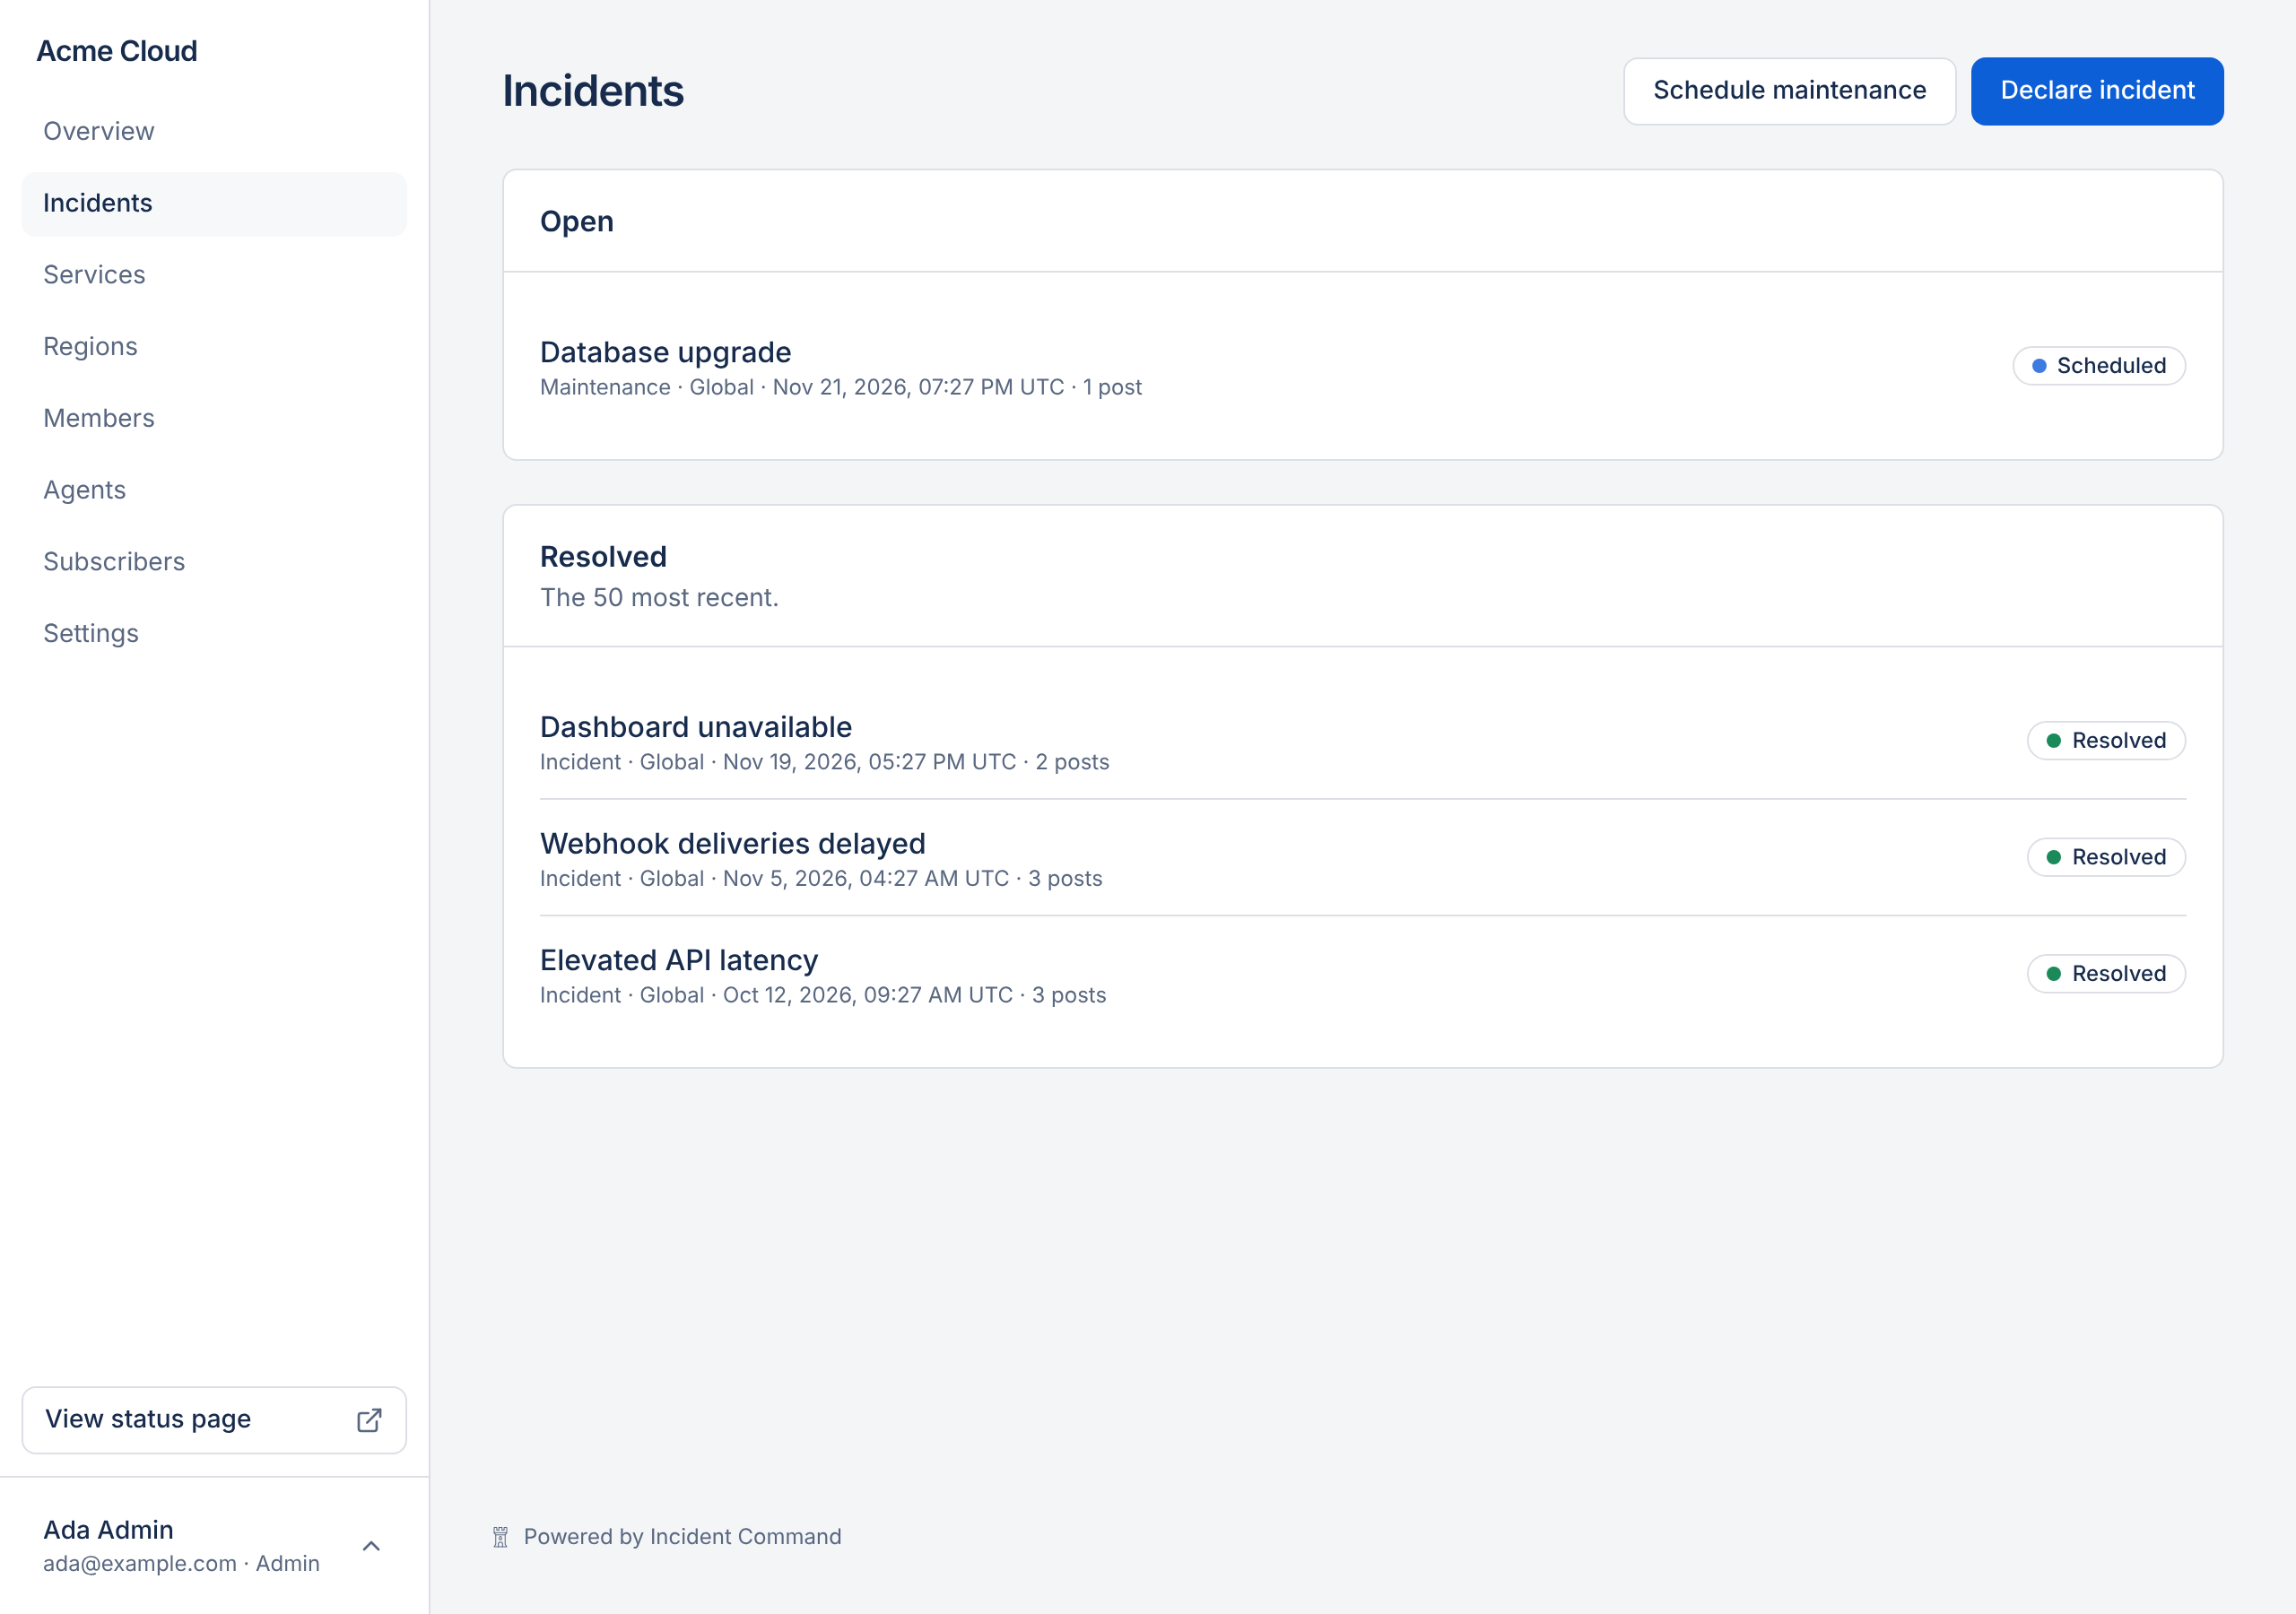 Acme Cloud
Overview
Incidents
Services
Regions
Members
Agents
Subscribers
Settings
View status page
Ada Admin
ada@example.com · Admin
Incidents
Schedule maintenance
Declare incident
Open
Database upgrade
Maintenance · Global · Nov 21, 2026, 07:27 PM UTC · 1 post
Scheduled
Resolved
The 50 most recent.
Dashboard unavailable
Incident · Global · Nov 19, 2026, 05:27 PM UTC · 2 posts
Resolved
Webhook deliveries delayed
Incident · Global · Nov 5, 2026, 04:27 AM UTC · 3 posts
Resolved
Elevated API latency
Incident · Global · Oct 12, 2026, 09:27 AM UTC · 3 posts
Resolved
Powered by Incident Command